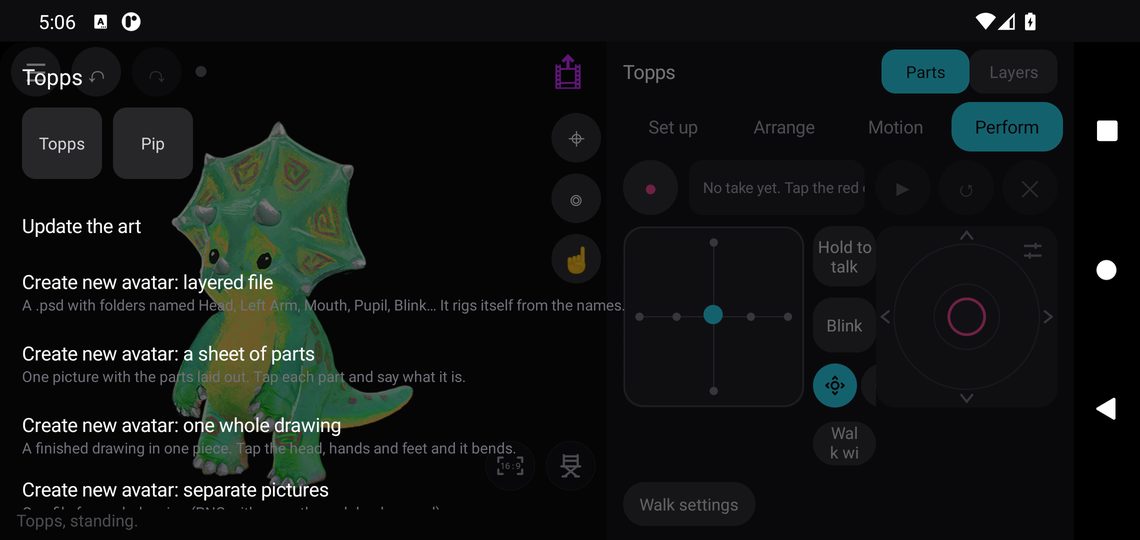 5:06
Topps
Topps
Pip
Update the art
Create new avatar: layered file
A .psd with folders named Head, Left Arm, Mouth, Pupil, Blink... It rigs itself from the names.
Create new avatar: a sheet of parts
One picture with the parts laid out. Tap each part and say what it is.
Create new avatar: one whole drawing
A finished drawing in one piece. Tap the head, hands and feet and it bends.
Create new avatar: separate pictures
Topps, standing.
16:9
Topps
Parts
Layers
Set up
Arrange
Motion
Perform
No take yet. Tap the red
Hold to
talk
Blink
Wal
k wi
Walk settings